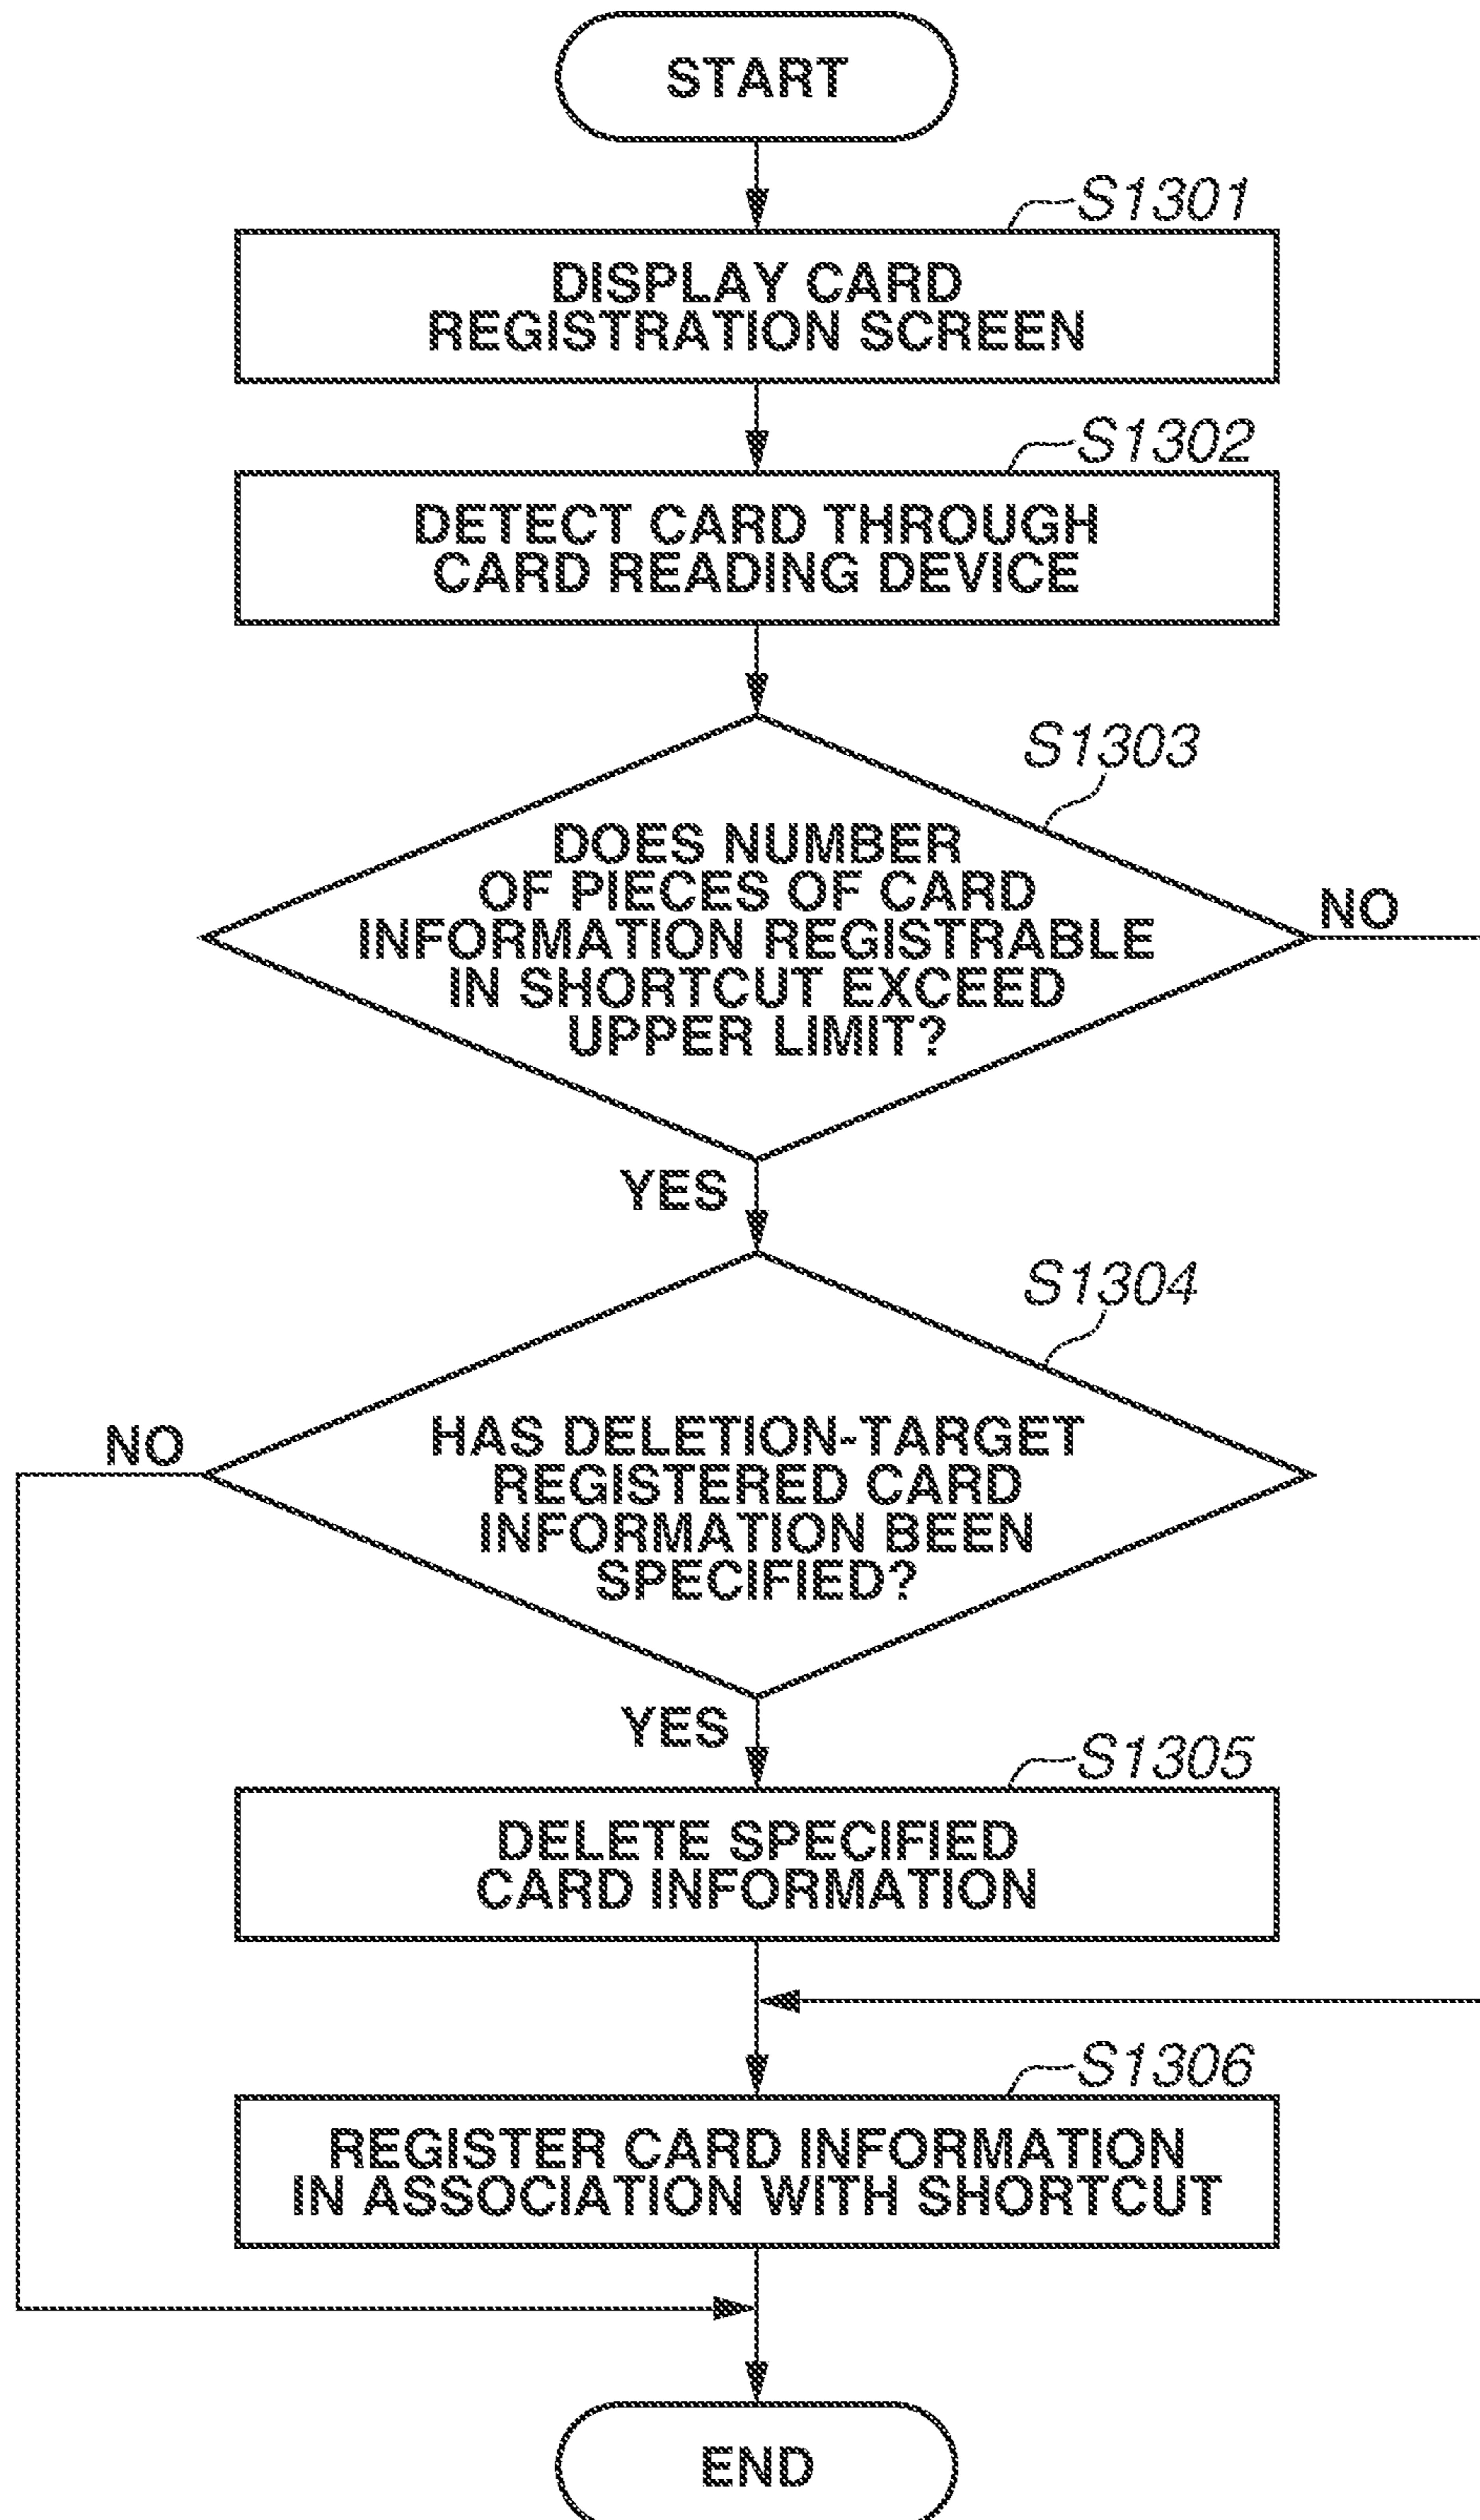 START
S1301
DISPLAY CARD
REGISTRATION SCREEN
S1302
DETECT CARD THROUGH
CARD READING DEVICE
S1303
DOES NUMBER
OF PIECES OF CARD
INFORMATION REGISTRABLE
IN SHORTCUT EXCEED
UPPER LIMIT?
NO
YES
S1304
HAS DELETION-TARGET
REGISTERED CARD
INFORMATION BEEN
SPECIFIED?
NO
YES
S1305
DELETE SPECIFIED
CARD INFORMATION
S1306
REGISTER CARD INFORMATION
IN ASSOCIATION WITH SHORTCUT
END